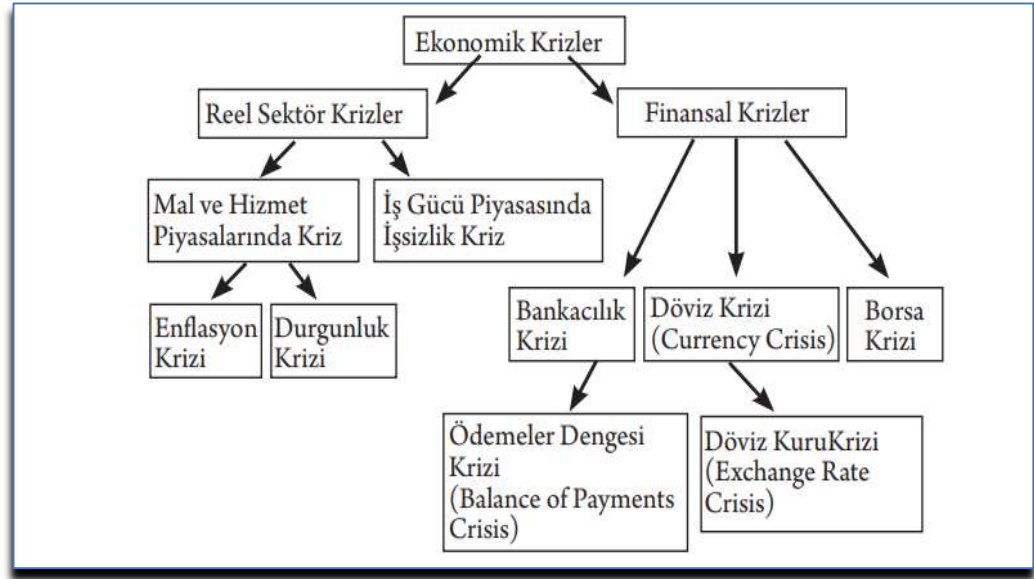 Ekonomik Krizler
Reel Sektör Krizler
Finansal Krizler
Mal ve Hizmet
Piyasalarında Kriz
İş Gücü Piyasasında
İşsizlik Kriz
Enflasyon
Krizi
Durgunluk
Krizi
Bankacılık
Krizi
Döviz Krizi
(Currency Crisis)
Borsa
Krizi
Ödemeler Dengesi
Krizi
(Balance of Payments
Crisis)
Döviz KuruKrizi
(Exchange Rate
Crisis)